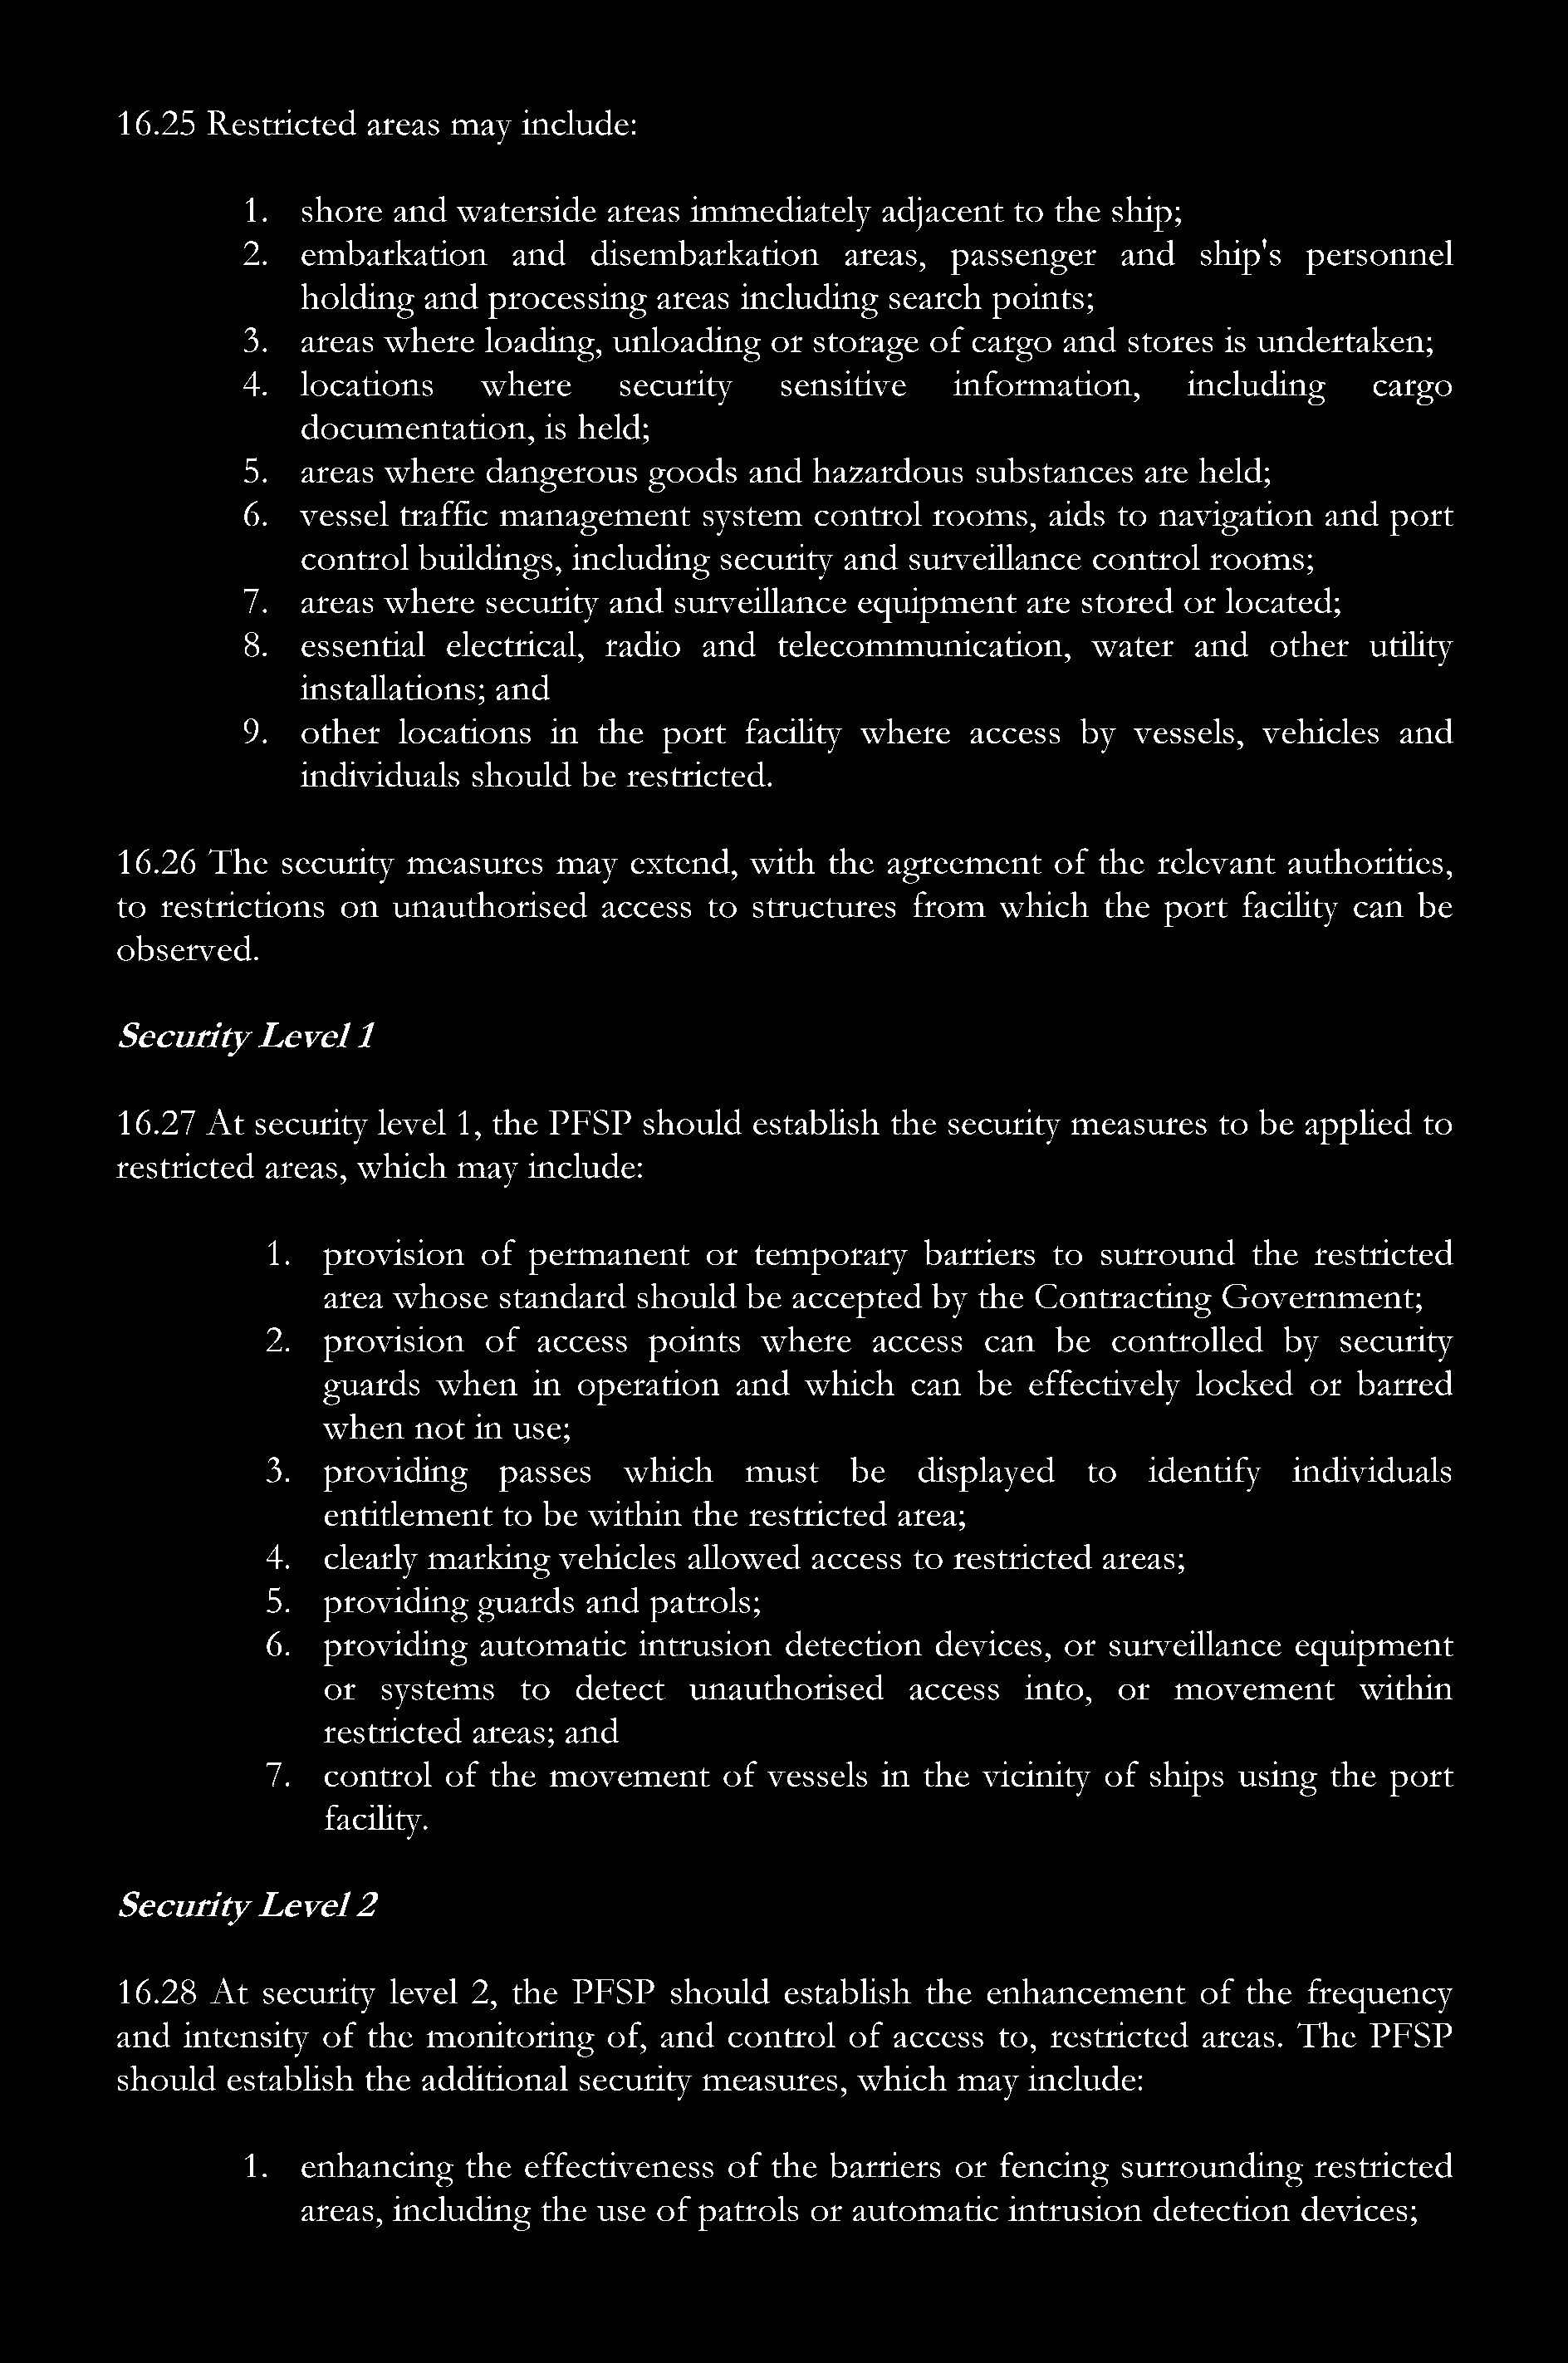 16.25 Restricted areas may include:
1. shore and waterside areas immediately adjacent to the ship;
2. embarkation and disembarkation areas, passenger and ship's personnel
holding and processing areas including search points;
3. areas where loading, unloading or storage of cargo and stores is undertaken;
4. locations where security sensitive information, including cargo
documentation, is held;
5. areas where dangerous goods and hazardous substances are held;
6. vessel traffic management system control rooms, aids to navigation and port
control buildings, including security and surveillance control rooms;
7. areas where security and surveillance equipment are stored or located;
8. essential electrical, radio and telecommunication, water and other utility
installations; and
9. other locations in the port facility where access by vessels, vehicles and
individuals should be restricted.
16.26 The security measures may extend, with the agreement of the relevant authorities,
to restrictions on unauthorised access to structures from which the port facility can be
observed.
Security Level 1
16.27 At security level 1, the PFSP should establish the security measures to be applied to
restricted areas, which may include:
1. provision of permanent or temporary barriers to surround the restricted
area whose standard should be accepted by the Contracting Government;
2. provision of access points where access can be controlled by security
guards when in operation and which can be effectively locked or barred
when not in use;
3. providing passes which must be displayed to identify individuals
entitlement to be within the restricted area;
4. clearly marking vehicles allowed access to restricted areas;
5. providing guards and patrols;
6. providing automatic intrusion detection devices, or surveillance equipment
or systems to detect unauthorised access into, or movement within
restricted areas; and
7. control of the movement of vessels in the vicinity of ships using the port
facility.
Security Level 2
16.28 At security level 2, the PFSP should establish the enhancement of the frequency
and intensity of the monitoring of, and control of access to, restricted areas. The PFSP
should establish the additional security measures, which may include:
1. enhancing the effectiveness of the barriers or fencing surrounding restricted
areas, including the use of patrols or automatic intrusion detection devices;